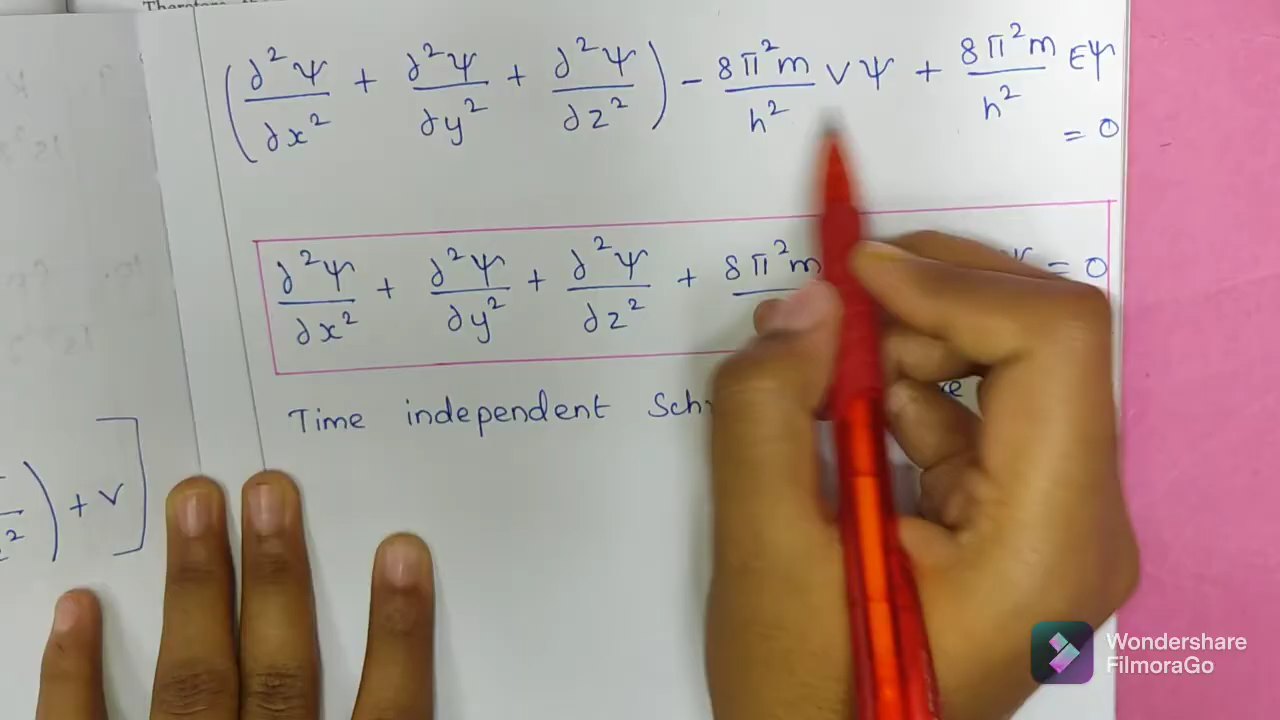 (∂²Ψ/∂x² + ∂²Ψ/∂y² + ∂²Ψ/∂z²) − 8π²m/h² VΨ + 8π²m/h² EΨ
= 0
∂²Ψ/∂x² + ∂²Ψ/∂y² + ∂²Ψ/∂z² + 8π²m = 0
Time independent
) + V]
Wondershare
FilmoraGo